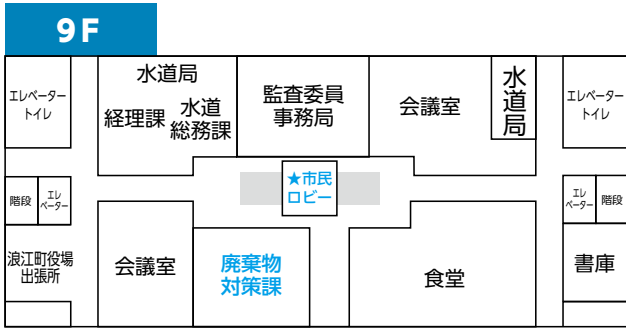 9F
エレベーター
トイレ
水道局
経理課
水道
総務課
監査委員
事務局
会議室
水道局
エレベーター
トイレ
階段
エレ
ベーター
★市民
ロビー
エレ
ベーター
階段
浪江町役場
出張所
会議室
廃棄物
対策課
食堂
書庫